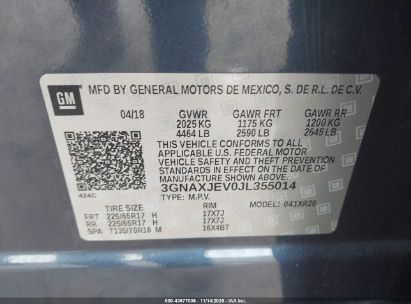 GM
MFD BY GENERAL MOTORS DE MEXICO, S. DE R.L. DE C.V.
04/18 GVWR GAWR FRT GAWR RR
2025 KG 1175 KG 1200 KG
4464 LB 2590 LB 2645 LB
THIS VEHICLE CONFORMS TO ALL
APPLICABLE U.S. FEDERAL MOTOR
VEHICLE SAFETY, BUMPER, AND
THEFT PREVENTION STANDARDS IN
EFFECT ON THE DATE OF
MANUFACTURE SHOWN ABOVE.
3GNAXJEV0JL355014
424C TYPE: M.P.V. MODEL: 041XR26
TIRE SIZE RIM
FRT 225/65R17 H 17X7J
RR 225/65R17 H 17X7J
SPA T135/70R16 M 16X4BT